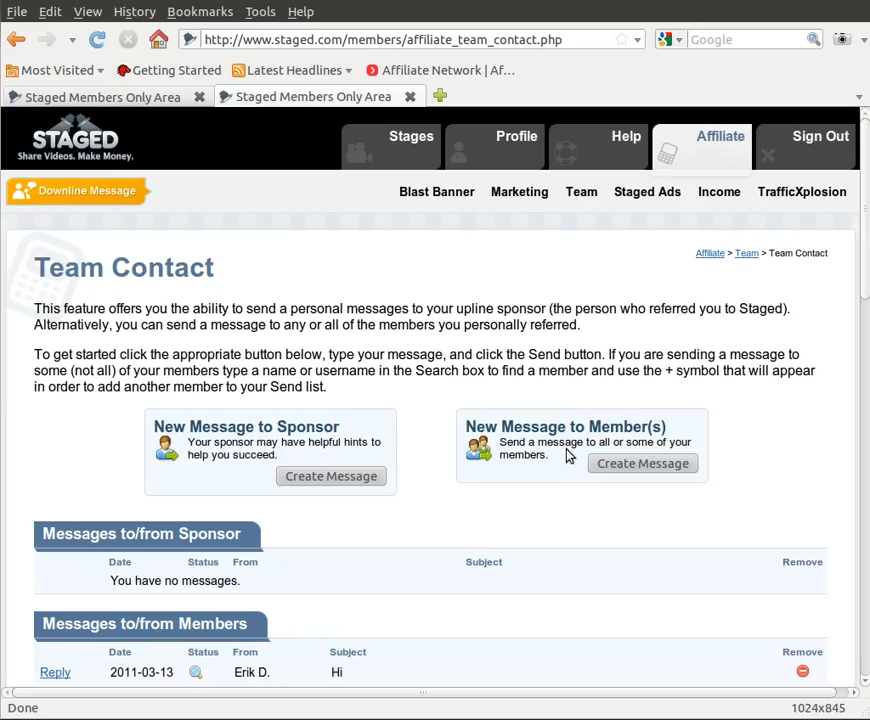 File Edit View History Bookmarks Tools Help
http://www.staged.com/members/affiliate_team_contact.php
Google
Most Visited Getting Started Latest Headlines Affiliate Network | Af...
Staged Members Only Area Staged Members Only Area
STAGED
Share Videos. Make Money.
Stages Profile Help Affiliate Sign Out
Downline Message
Blast Banner Marketing Team Staged Ads Income TrafficXplosion
Affiliate > Team > Team Contact
Team Contact
This feature offers you the ability to send a personal messages to your upline sponsor (the person who referred you to Staged).
Alternatively, you can send a message to any or all of the members you personally referred.
To get started click the appropriate button below, type your message, and click the Send button. If you are sending a message to
some (not all) of your members type a name or username in the Search box to find a member and use the + symbol that will appear
in order to add another member to your Send list.
New Message to Sponsor
Your sponsor may have helpful hints to
help you succeed.
Create Message
New Message to Member(s)
Send a message to all or some of your
members.
Create Message
Messages to/from Sponsor
Date Status From Subject Remove
You have no messages.
Messages to/from Members
Date Status From Subject Remove
Reply 2011-03-13 Erik D. Hi
Done 1024x845